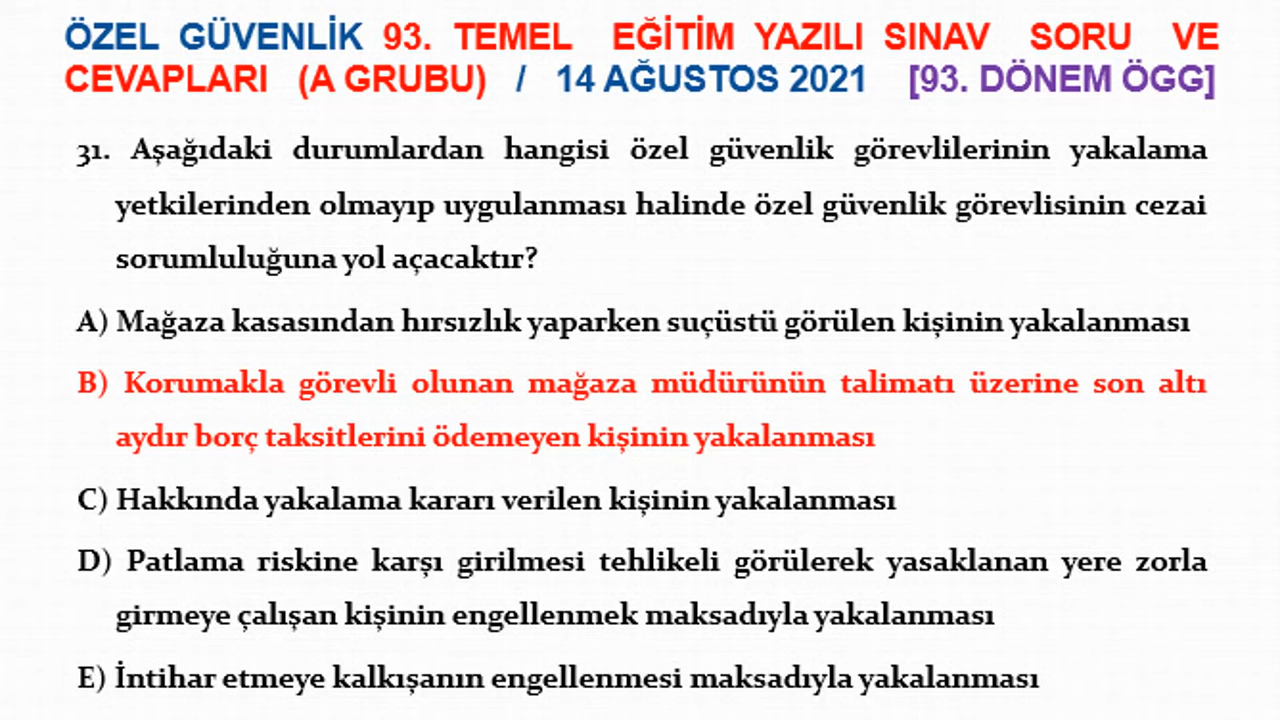 ÖZEL GÜVENLİK 93. TEMEL EĞİTİM YAZILI SINAV SORU VE
CEVAPLARI (A GRUBU) / 14 AĞUSTOS 2021 [93. DÖNEM ÖGG]
31. Aşağıdaki durumlardan hangisi özel güvenlik görevlilerinin yakalama
yetkilerinden olmayıp uygulanması halinde özel güvenlik görevlisinin cezai
sorumluluğuna yol açacaktır?
A) Mağaza kasasından hırsızlık yaparken suçüstü görülen kişinin yakalanması
B) Korumakla görevli olunan mağaza müdürünün talimatı üzerine son altı
aydır borç taksitlerini ödemeyen kişinin yakalanması
C) Hakkında yakalama kararı verilen kişinin yakalanması
D) Patlama riskine karşı girilmesi tehlikeli görülerek yasaklanan yere zorla
girmeye çalışan kişinin engellenmek maksadıyla yakalanması
E) İntihar etmeye kalkışanın engellenmesi maksadıyla yakalanması